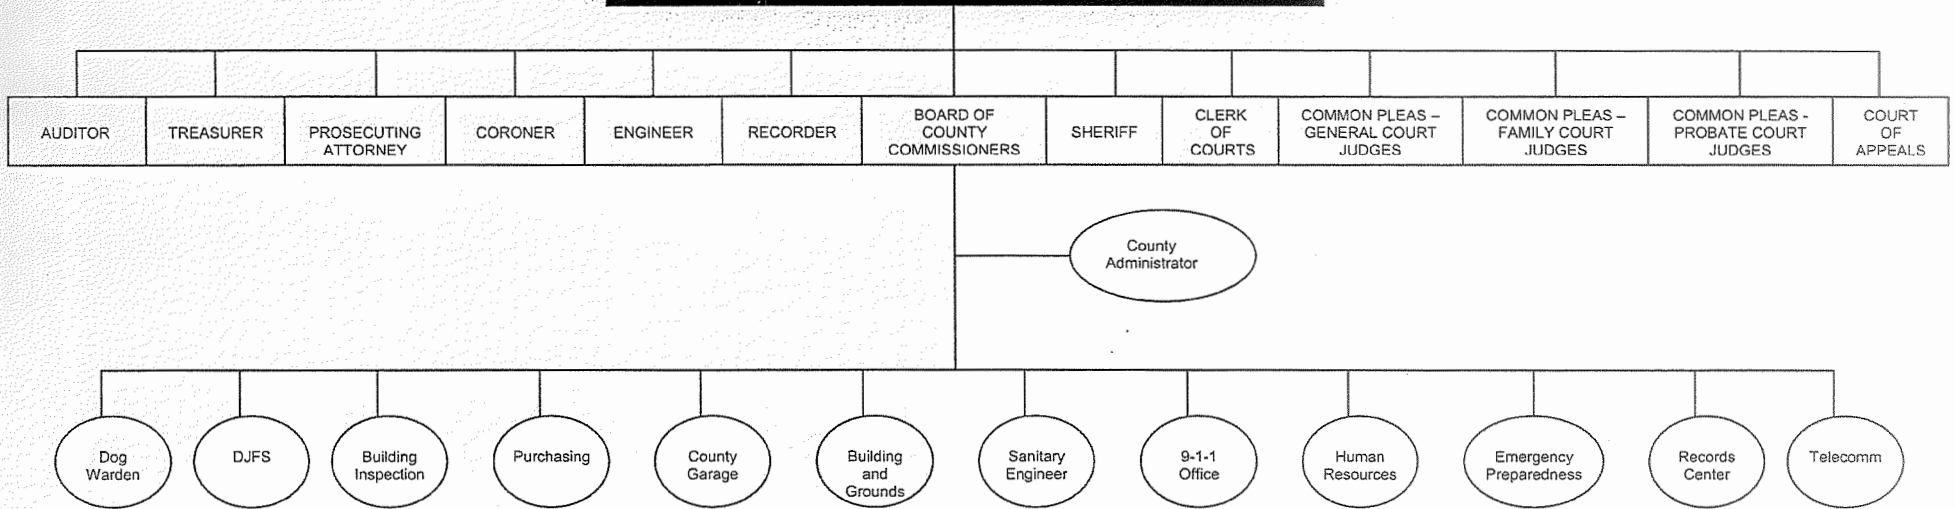 AUDITOR
TREASURER
PROSECUTING
ATTORNEY
CORONER
ENGINEER
RECORDER
BOARD OF
COUNTY
COMMISSIONERS
SHERIFF
CLERK
OF
COURTS
COMMON PLEAS –
GENERAL COURT
JUDGES
COMMON PLEAS –
FAMILY COURT
JUDGES
COMMON PLEAS -
PROBATE COURT
JUDGES
COURT
OF
APPEALS
County
Administrator
Dog
Warden
DJFS
Building
Inspection
Purchasing
County
Garage
Building
and
Grounds
Sanitary
Engineer
9-1-1
Office
Human
Resources
Emergency
Preparedness
Records
Center
Telecomm